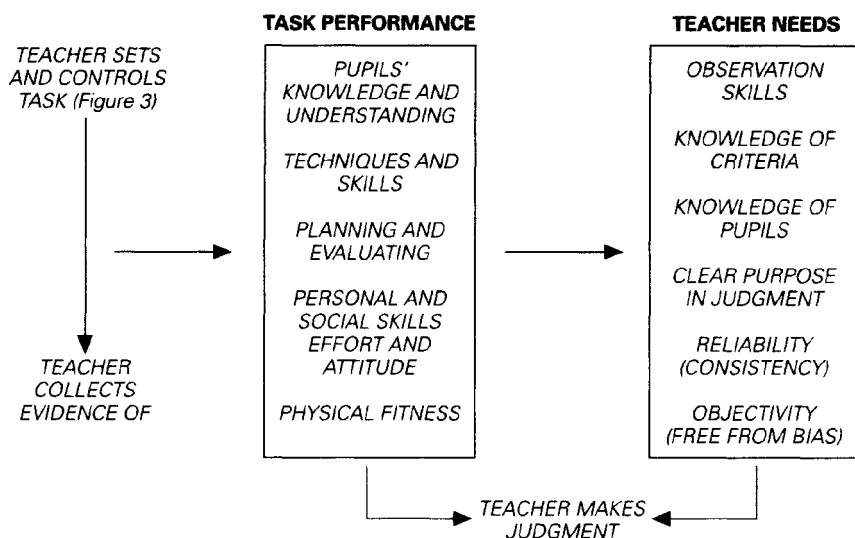 TEACHER SETS
AND CONTROLS
TASK (Figure 3)
TEACHER
COLLECTS
EVIDENCE OF
TASK PERFORMANCE
PUPILS'
KNOWLEDGE AND
UNDERSTANDING
TECHNIQUES AND
SKILLS
PLANNING AND
EVALUATING
PERSONAL AND
SOCIAL SKILLS
EFFORT AND
ATTITUDE
PHYSICAL FITNESS
TEACHER NEEDS
OBSERVATION
SKILLS
KNOWLEDGE OF
CRITERIA
KNOWLEDGE OF
PUPILS
CLEAR PURPOSE
IN JUDGMENT
RELIABILITY
(CONSISTENCY)
OBJECTIVITY
(FREE FROM BIAS)
TEACHER MAKES
JUDGMENT